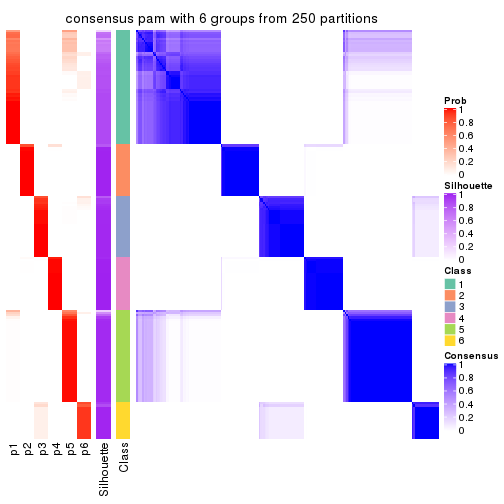 consensus pam with 6 groups from 250 partitions
Prob
1
0.8
0.6
0.4
0.2
0
Silhouette
1
0.8
0.6
0.4
0.2
0
Class
1
2
3
4
5
6
Consensus
1
0.8
0.6
0.4
0.2
0
p1
p2
p3
p4
p5
p6
Silhouette
Class